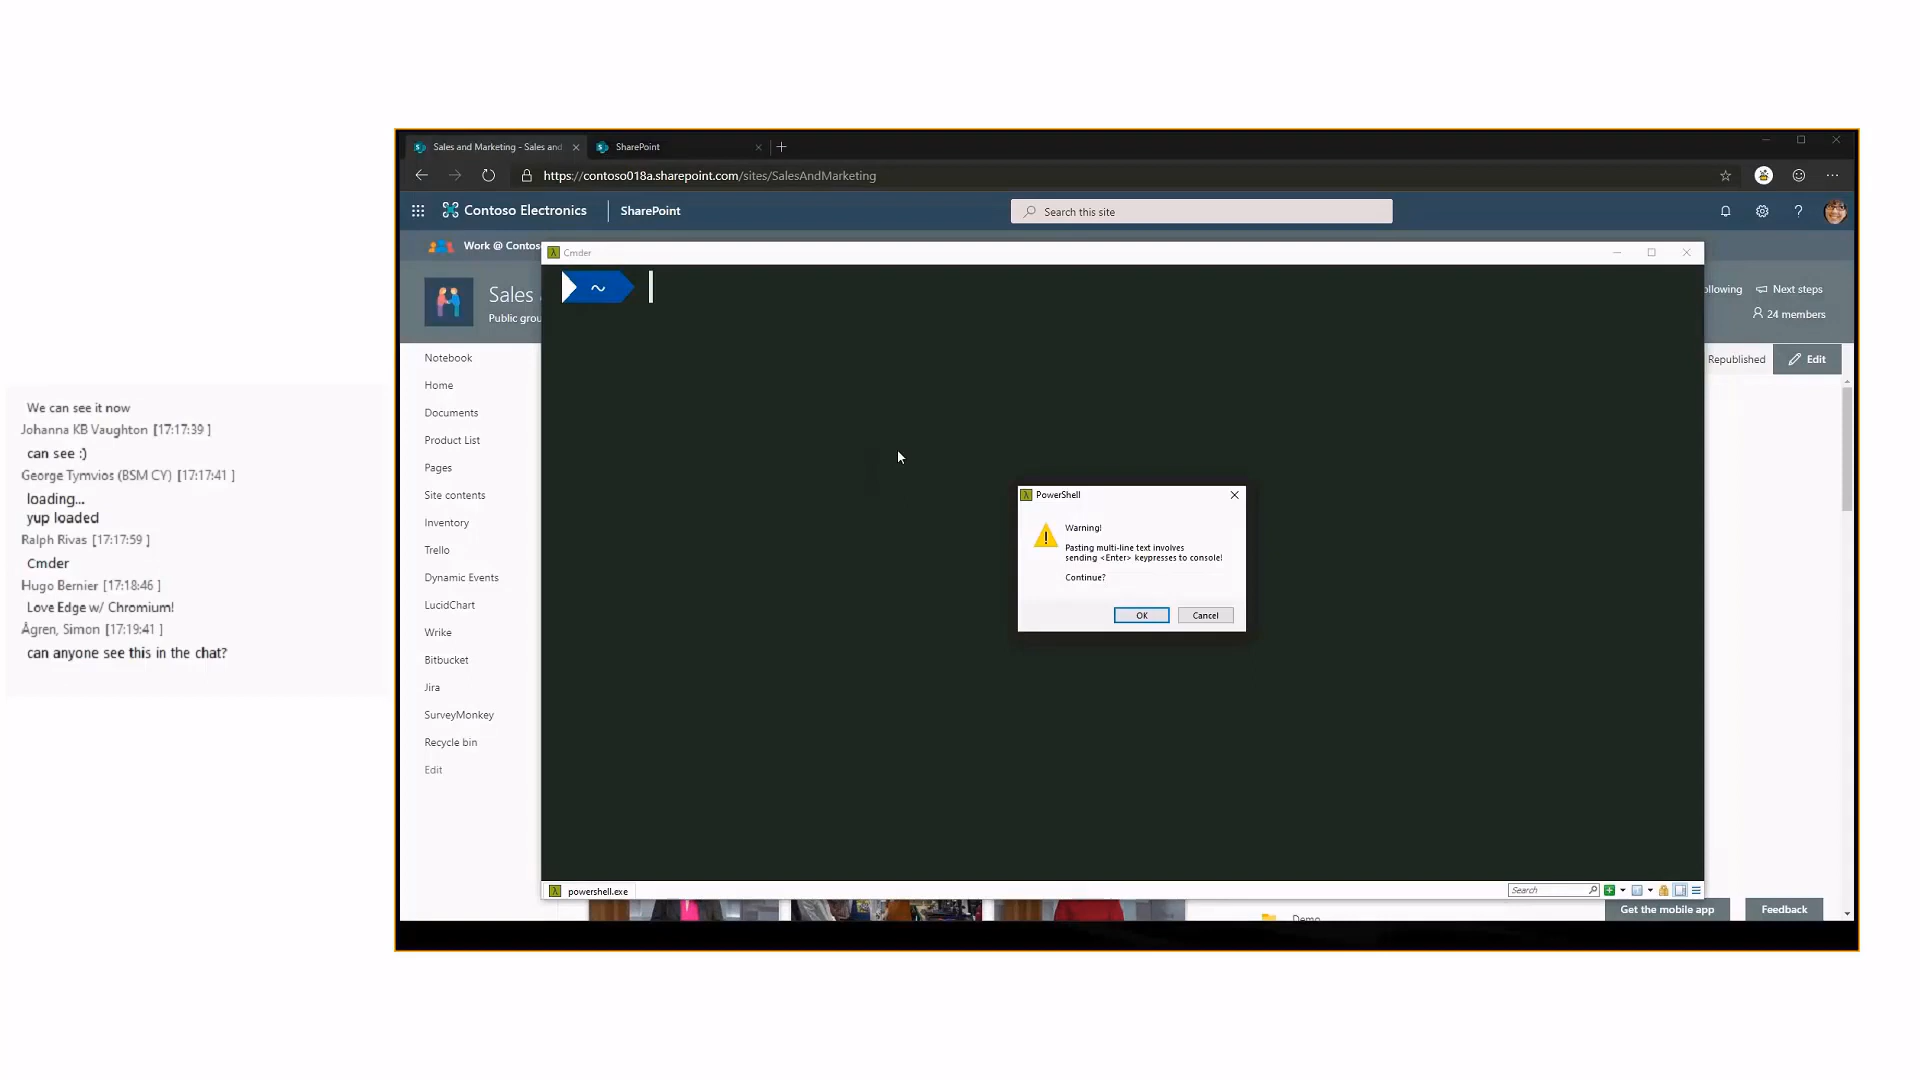 We can see it now
Johanna KB Vaughton [17:17:39 ]
can see :)
George Tymvios (BSM CY) [17:17:41 ]
loading...
yup loaded
Ralph Rivas [17:17:59 ]
Cmder
Hugo Bernier [17:18:46 ]
Love Edge w/ Chromium!
Ågren, Simon [17:19:41 ]
can anyone see this in the chat?
Sales and Marketing - Sales and
SharePoint
https://contoso018a.sharepoint.com/sites/SalesAndMarketing
Contoso Electronics
SharePoint
Search this site
Work @ Contos
Cmder
~
Sales
Public grou
llowing
Next steps
24 members
Republished
Edit
Notebook
Home
Documents
Product List
Pages
Site contents
Inventory
Trello
Dynamic Events
LucidChart
Wrike
Bitbucket
Jira
SurveyMonkey
Recycle bin
Edit
PowerShell
Warning!
Pasting multi-line text involves
sending <Enter> keypresses to console!
Continue?
OK
Cancel
powershell.exe
Search
Demo
Get the mobile app
Feedback